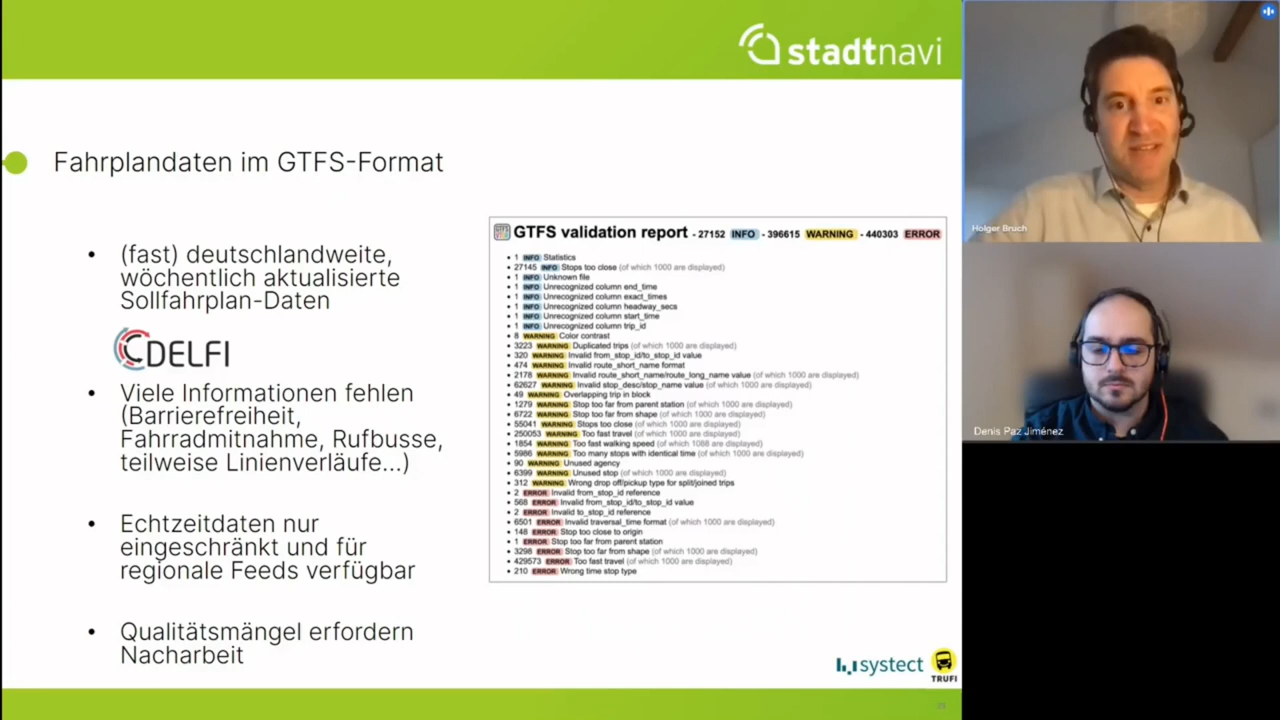 stadtnavi
Fahrplandaten im GTFS-Format
• (fast) deutschlandweite,
wöchentlich aktualisierte
Sollfahrplan-Daten
DELFI
• Viele Informationen fehlen
(Barrierefreiheit,
Fahrradmitnahme, Rufbusse,
teilweise Linienverläufe...)
• Echtzeitdaten nur
eingeschränkt und für
regionale Feeds verfügbar
• Qualitätsmängel erfordern
Nacharbeit
GTFS validation report - 27152 INFO - 396615 WARNING - 440303 ERROR
• 1 INFO Statistics
• 27145 INFO Stops too close (of which 1000 are displayed)
• 1 INFO Unknown file
• 1 INFO Unrecognized column end_time
• 1 INFO Unrecognized column exact_times
• 1 INFO Unrecognized column headway_secs
• 1 INFO Unrecognized column start_time
• 1 INFO Unrecognized column trip_id
• 8 WARNING Color contrast
• 3223 WARNING Duplicated trips (of which 1000 are displayed)
• 320 WARNING Invalid from_stop_id/to_stop_id value
• 474 WARNING Invalid route_short_name format
• 2178 WARNING Invalid route_short_name/route_long_name value (of which 1000 are displayed)
• 62627 WARNING Invalid stop_desc/stop_name value (of which 1000 are displayed)
• 49 WARNING Overlapping trip in block
• 1279 WARNING Stop too far from parent station (of which 1000 are displayed)
• 6722 WARNING Stop too far from shape (of which 1000 are displayed)
• 55041 WARNING Stops too close (of which 1000 are displayed)
• 250053 WARNING Too fast travel (of which 1000 are displayed)
• 1854 WARNING Too fast walking speed (of which 1088 are displayed)
• 5986 WARNING Too many stops with identical time (of which 1000 are displayed)
• 90 WARNING Unused agency
• 6399 WARNING Unused stop (of which 1000 are displayed)
• 312 WARNING Wrong drop off/pickup type for split/joined trips
• 2 ERROR Invalid from_stop_id reference
• 568 ERROR Invalid from_stop_id/to_stop_id value
• 2 ERROR Invalid to_stop_id reference
• 6501 ERROR Invalid traversal_time format (of which 1000 are displayed)
• 148 ERROR Stop too close to origin
• 1 ERROR Stop too far from parent station
• 3298 ERROR Stop too far from shape (of which 1000 are displayed)
• 429573 ERROR Too fast travel (of which 1000 are displayed)
• 210 ERROR Wrong time stop type
systect
TRUFI
Holger Bruch
Denis Paz Jiménez